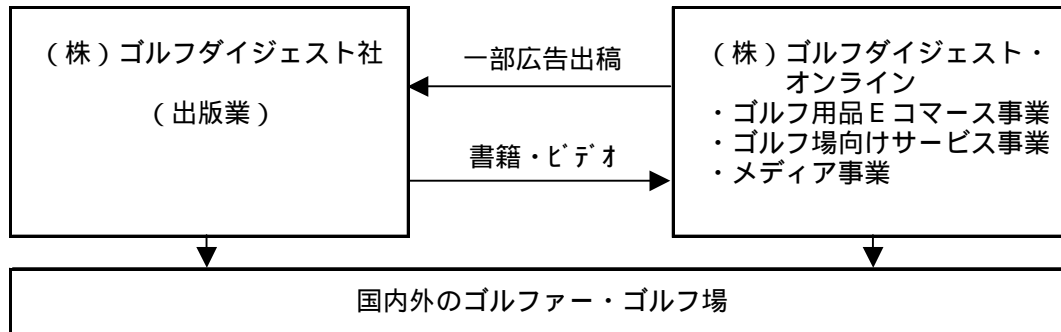 (株)ゴルフダイジェスト社
(出版業)
一部広告出稿
書籍・ビデオ
(株)ゴルフダイジェスト・
オンライン
・ゴルフ用品Eコマース事業
・ゴルフ場向けサービス事業
・メディア事業
国内外のゴルファー・ゴルフ場